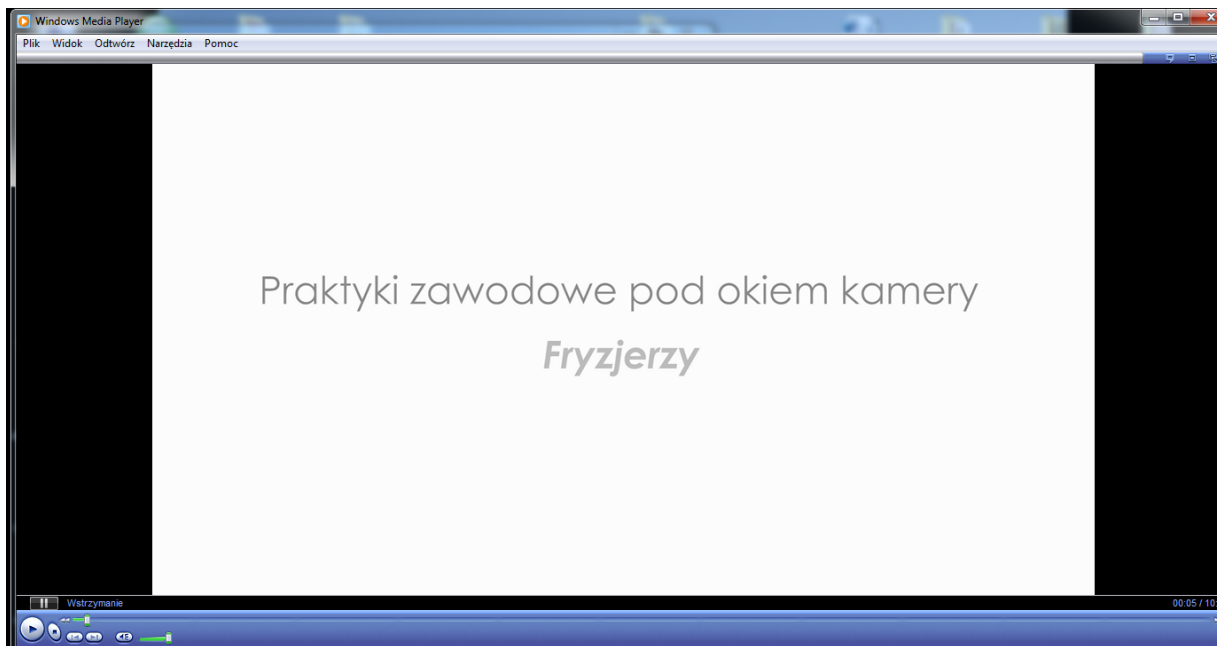 Windows Media Player
Plik Widok Odtwórz Narzędzia Pomoc
Praktyki zawodowe pod okiem kamery
Fryzjerzy
Wstrzymanie
00:05 / 10: